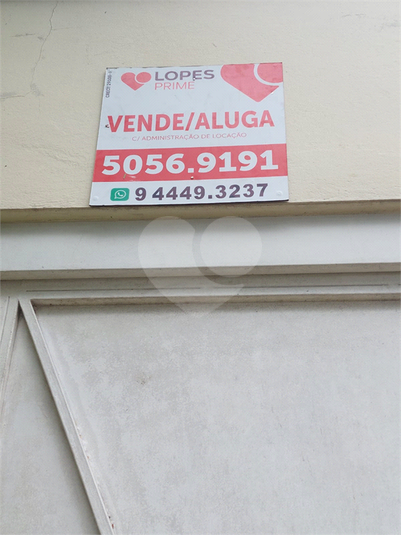 LOPES
PRIME
VENDE/ALUGA
C/ ADMINISTRAÇÃO DE LOCAÇÃO
5056.9191
9 4449.3237